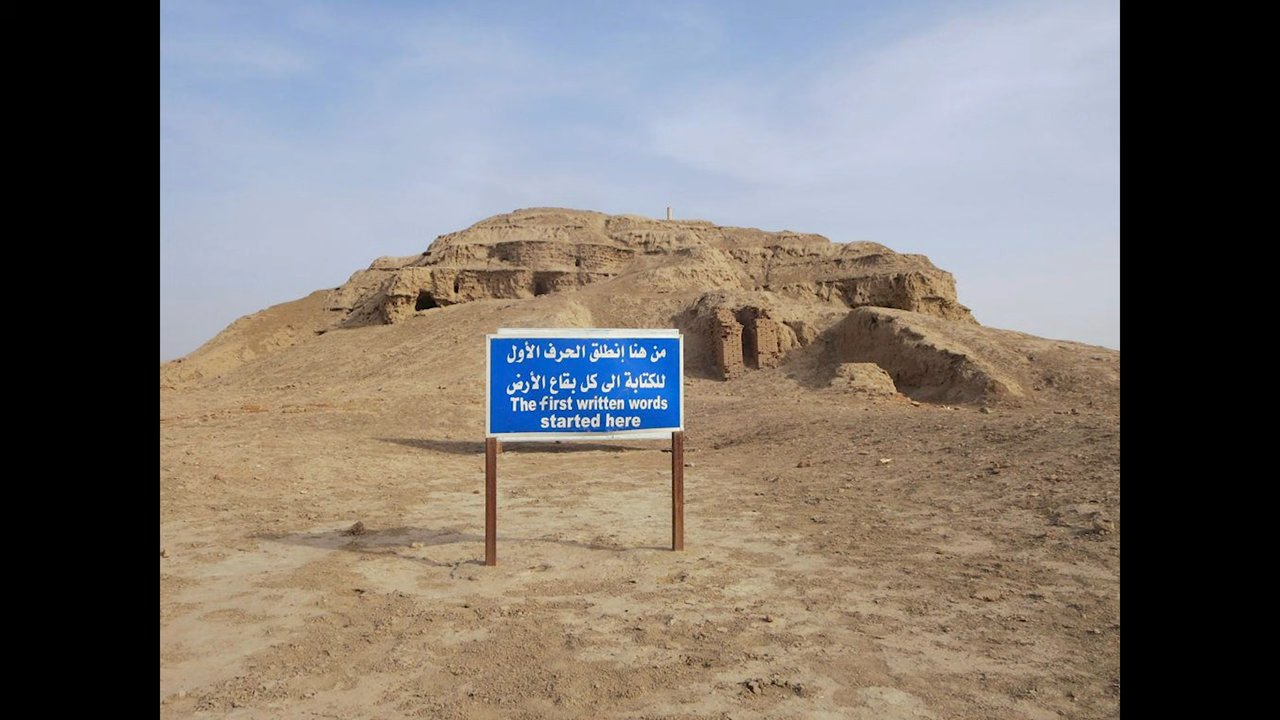 من هنا إنطلق الحرف الأول
للكتابة الى كل بقاع الأرض
The first written words
started here